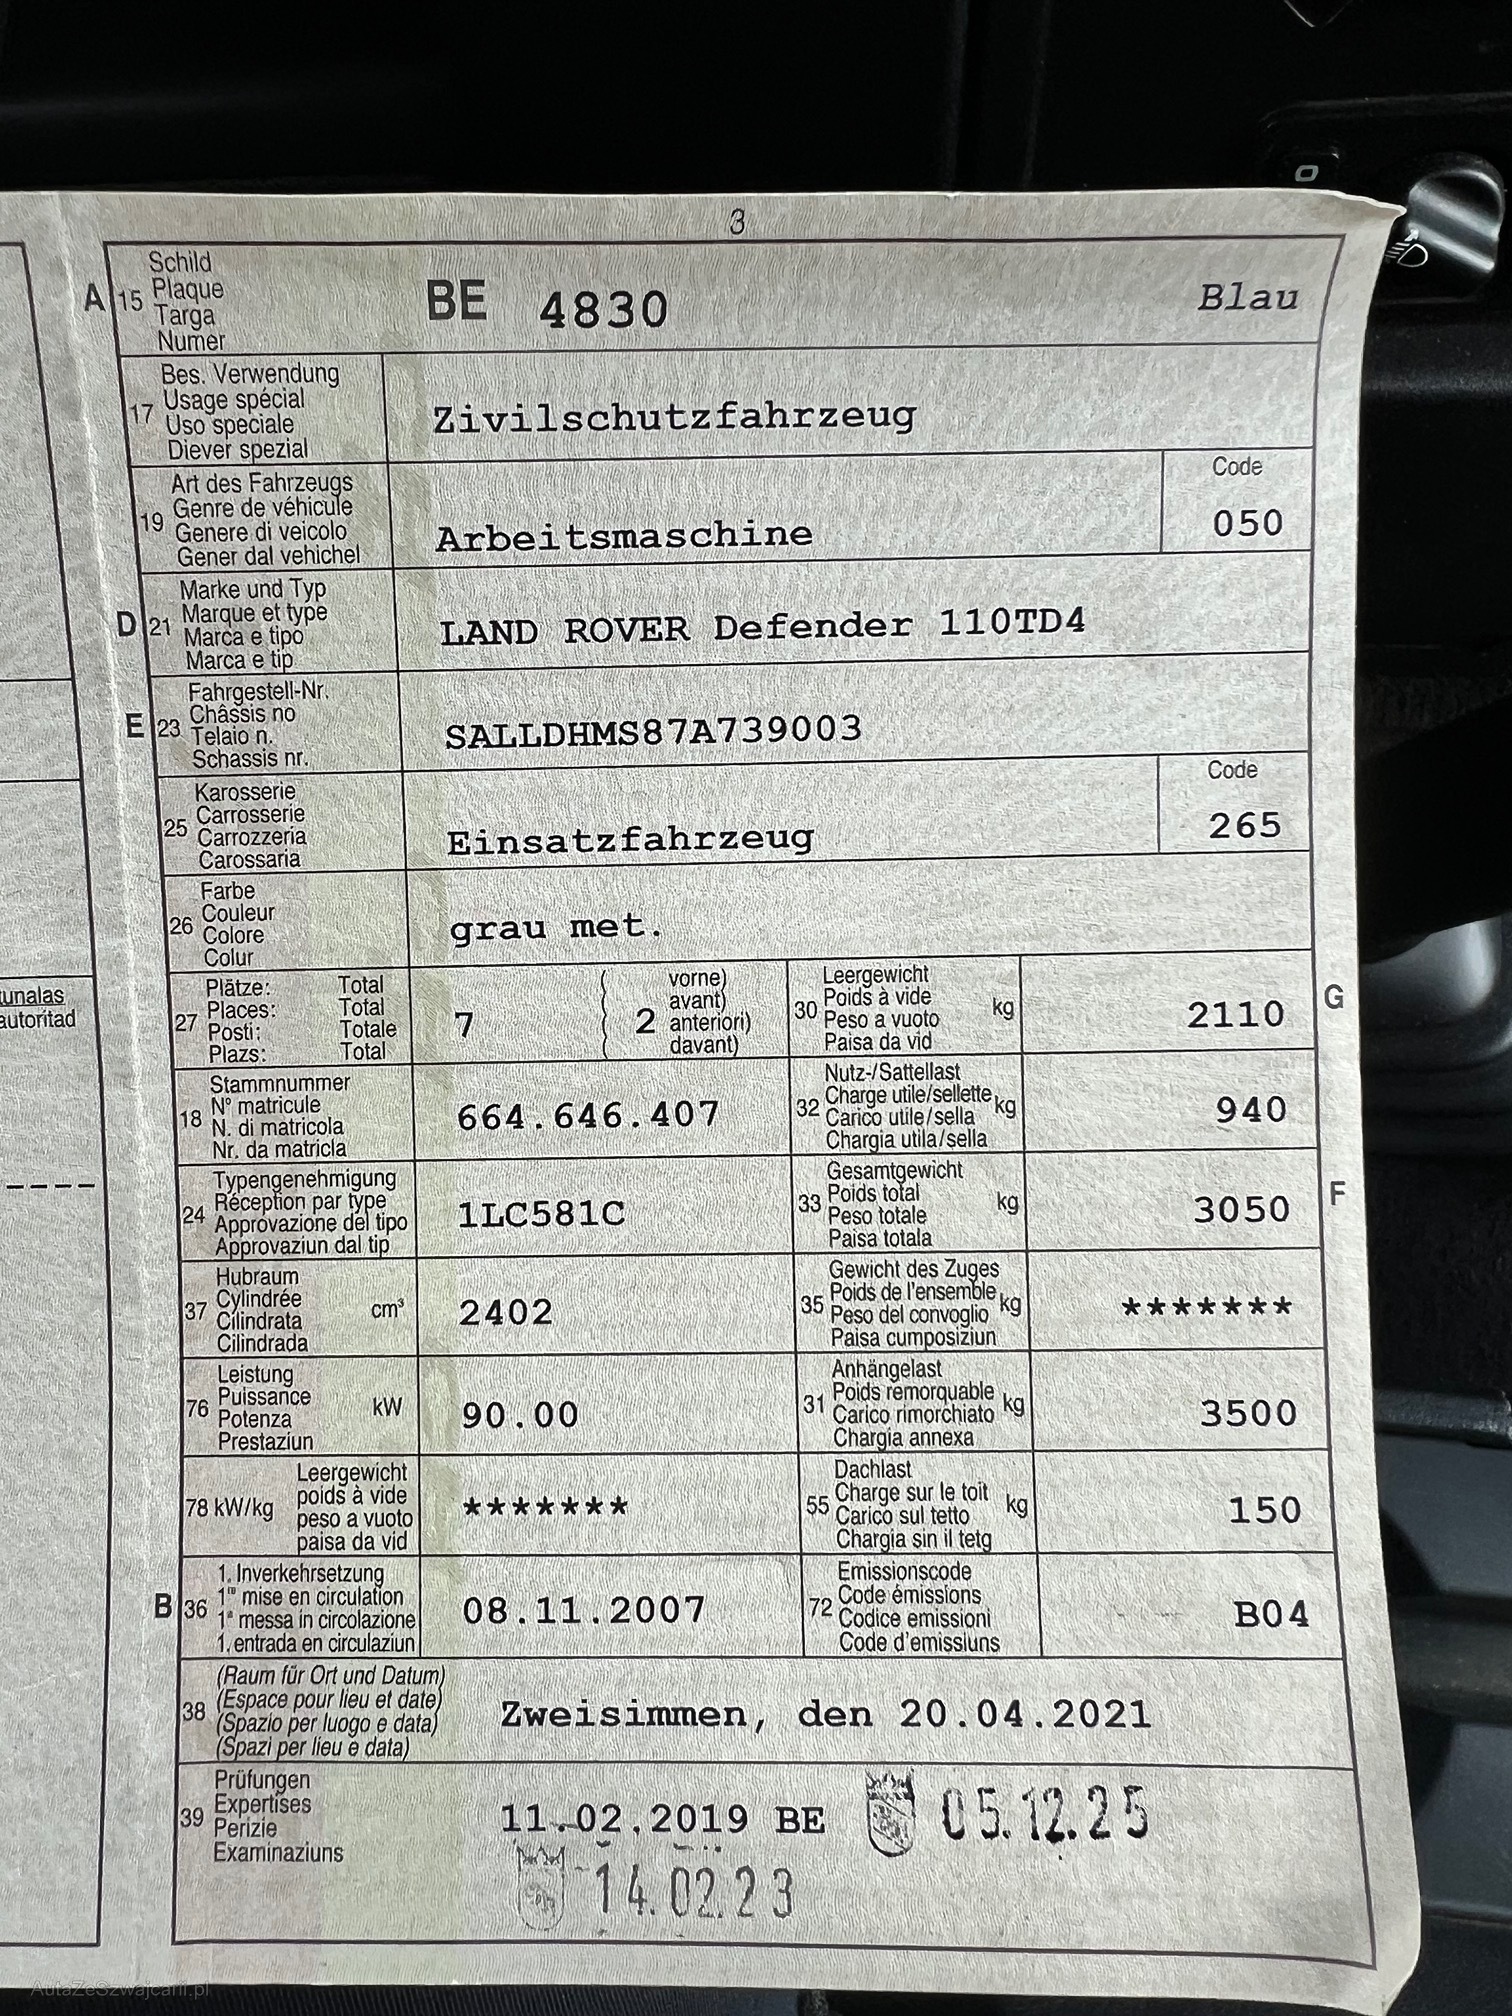 3
A 15 Schild
Plaque
Targa
Numer
BE 4830 Blau
17 Bes. Verwendung
Usage spécial
Uso speciale
Diever spezial
Zivilschutzfahrzeug
19 Art des Fahrzeugs
Genre de véhicule
Genere di veicolo
Gener dal vehichel
Arbeitsmaschine
Code
050
D 21 Marke und Typ
Marque et type
Marca e tipo
Marca e tip
LAND ROVER Defender 110TD4
E 23 Fahrgestell-Nr.
Châssis no
Telaio n.
Schassis nr.
SALLDHMS87A739003
25 Karosserie
Carrosserie
Carrozzeria
Carossaria
Einsatzfahrzeug
Code
265
26 Farbe
Couleur
Colore
Colur
grau met.
27 Plätze: Total
Places: Total
Posti: Totale
Plazs: Total
7 2
vorne)
avant)
anteriori)
davant)
30 Leergewicht
Poids à vide
Peso a vuoto
Paisa da vid
kg
2110
G
18 Stammnummer
N° matricule
N. di matricola
Nr. da matricla
664.646.407
32 Nutz-/Sattellast
Charge utile/sellette
Carico utile/sella
Chargia utila/sella
kg
940
24 Typengenehmigung
Réception par type
Approvazione del tipo
Approvaziun dal tip
1LC581C
33 Gesamtgewicht
Poids total
Peso totale
Paisa totala
kg
3050
F
37 Hubraum
Cylindrée
Cilindrata
Cilindrada
cm³
2402
35 Gewicht des Zuges
Poids de l'ensemble
Peso del convoglio
Paisa cumposiziun
kg
*******
76 Leistung
Puissance
Potenza
Prestaziun
kW
90.00
31 Anhängelast
Poids remorquable
Carico rimorchiato
Chargia annexa
kg
3500
78 kW/kg
Leergewicht
poids à vide
peso a vuoto
paisa da vid
*******
55 Dachlast
Charge sur le toit
Carico sul tetto
Chargia sin il tetg
kg
150
B 36 1. Inverkehrsetzung
1re mise en circulation
1a messa in circolazione
1. entrada en circulaziun
08.11.2007
72 Emissionscode
Code émissions
Codice emissioni
Code d'emissiuns
B04
38 (Raum für Ort und Datum)
(Espace pour lieu et date)
(Spazio per luogo e data)
(Spazi per lieu e data)
Zweisimmen, den 20.04.2021
39 Prüfungen
Expertises
Perizie
Examinaziuns
11.02.2019 BE 05.12.25
14.02.23
unalas
autoritad
AutaZeSzwajcarii.pl